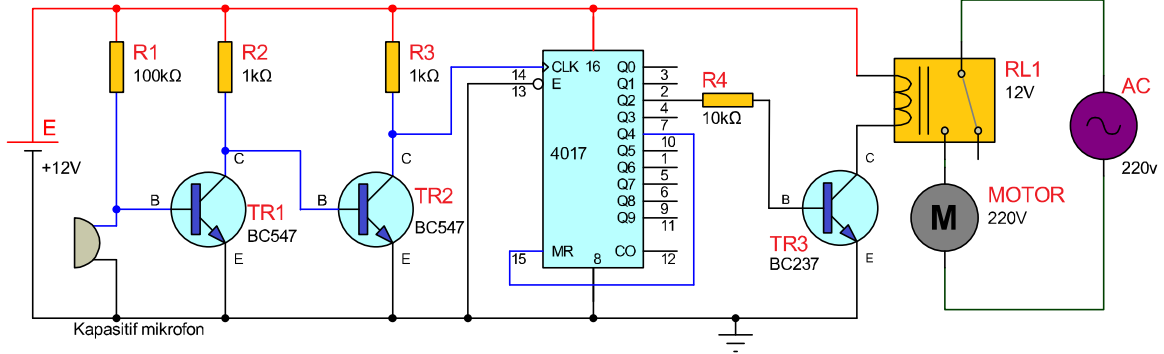 E
+12V
R1
100kΩ
R2
1kΩ
R3
1kΩ
B
C
E
TR1
BC547
B
C
E
TR2
BC547
Kapasitif mikrofon
14
13
15
CLK
E
MR
16
4017
8
Q0
Q1
Q2
Q3
Q4
Q5
Q6
Q7
Q8
Q9
CO
3
2
4
7
10
1
5
6
9
11
12
R4
10kΩ
B
C
E
TR3
BC237
RL1
12V
M
MOTOR
220V
AC
220v